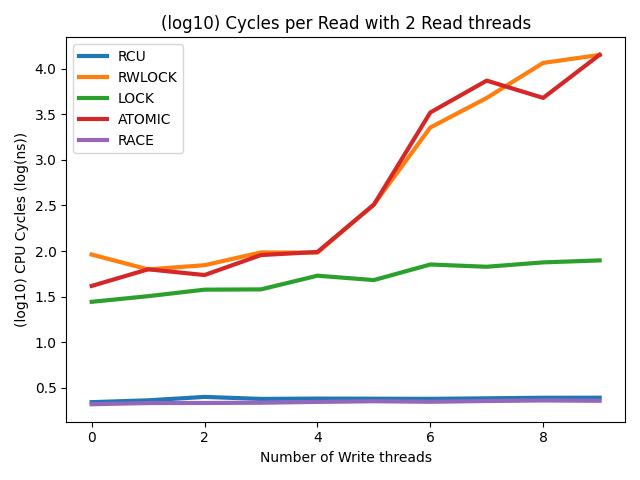 (log10) Cycles per Read with 2 Read threads
RCU
RWLOCK
LOCK
ATOMIC
RACE
4.0
3.5
3.0
2.5
2.0
1.5
1.0
0.5
(log10) CPU Cycles (log(ns))
0
2
4
6
8
Number of Write threads